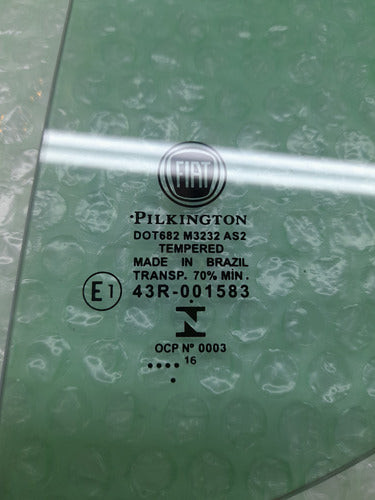 FIAT
PILKINGTON
DOT682 M3232 AS2
TEMPERED
MADE IN BRAZIL
TRANSP. 70% MIN.
E1 43R-001583
N
OCP Nº 0003
16